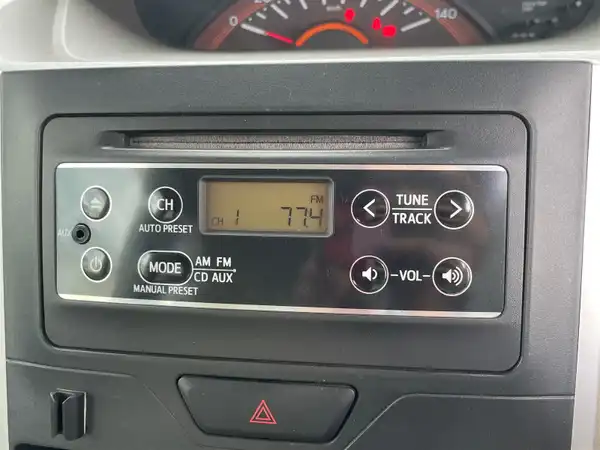 0 140
CH AUTO PRESET
FM
CH 1 77.4
TUNE
TRACK
AUX
MODE AM FM
CD AUX
MANUAL PRESET
-VOL-